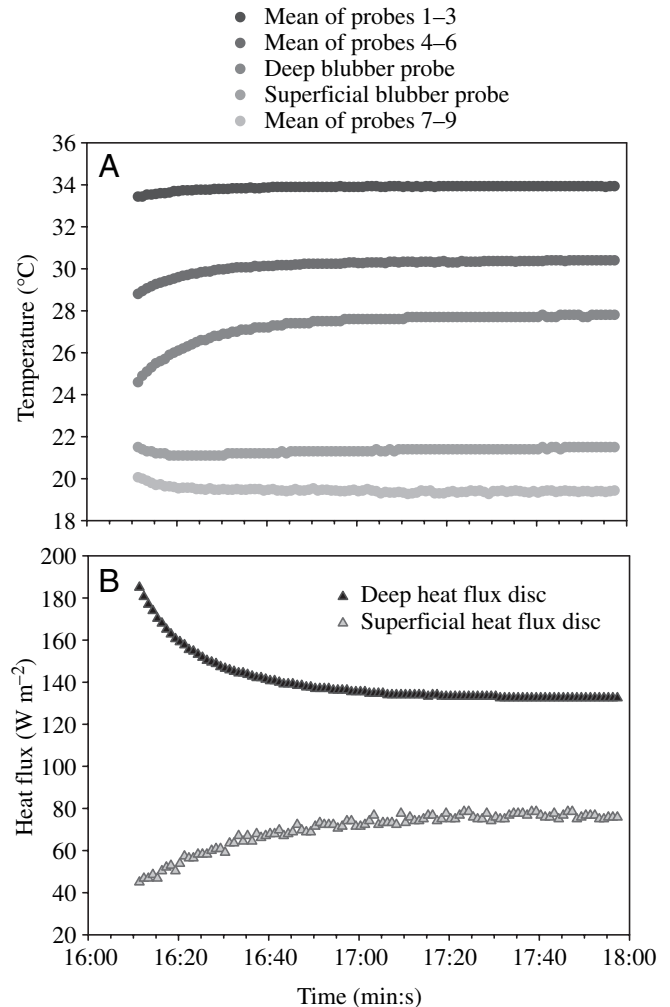 Mean of probes 1–3
Mean of probes 4–6
Deep blubber probe
Superficial blubber probe
Mean of probes 7–9
A
36
34
32
30
28
26
24
22
20
18
Temperature (°C)
B
200
180
160
140
120
100
80
60
40
20
Heat flux (W m⁻²)
Deep heat flux disc
Superficial heat flux disc
16:00 16:20 16:40 17:00 17:20 17:40 18:00
Time (min:s)